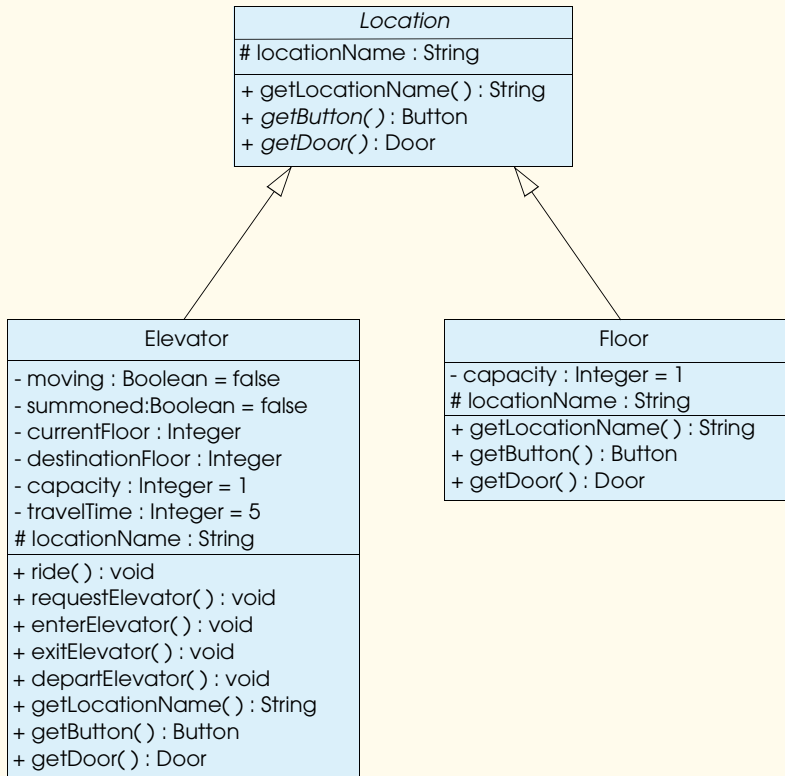 Location
# locationName : String
+ getLocationName( ) : String
+ getButton( ) : Button
+ getDoor( ) : Door
Elevator
- moving : Boolean = false
- summoned:Boolean = false
- currentFloor : Integer
- destinationFloor : Integer
- capacity : Integer = 1
- travelTime : Integer = 5
# locationName : String
+ ride( ) : void
+ requestElevator( ) : void
+ enterElevator( ) : void
+ exitElevator( ) : void
+ departElevator( ) : void
+ getLocationName( ) : String
+ getButton( ) : Button
+ getDoor( ) : Door
Floor
- capacity : Integer = 1
# locationName : String
+ getLocationName( ) : String
+ getButton( ) : Button
+ getDoor( ) : Door